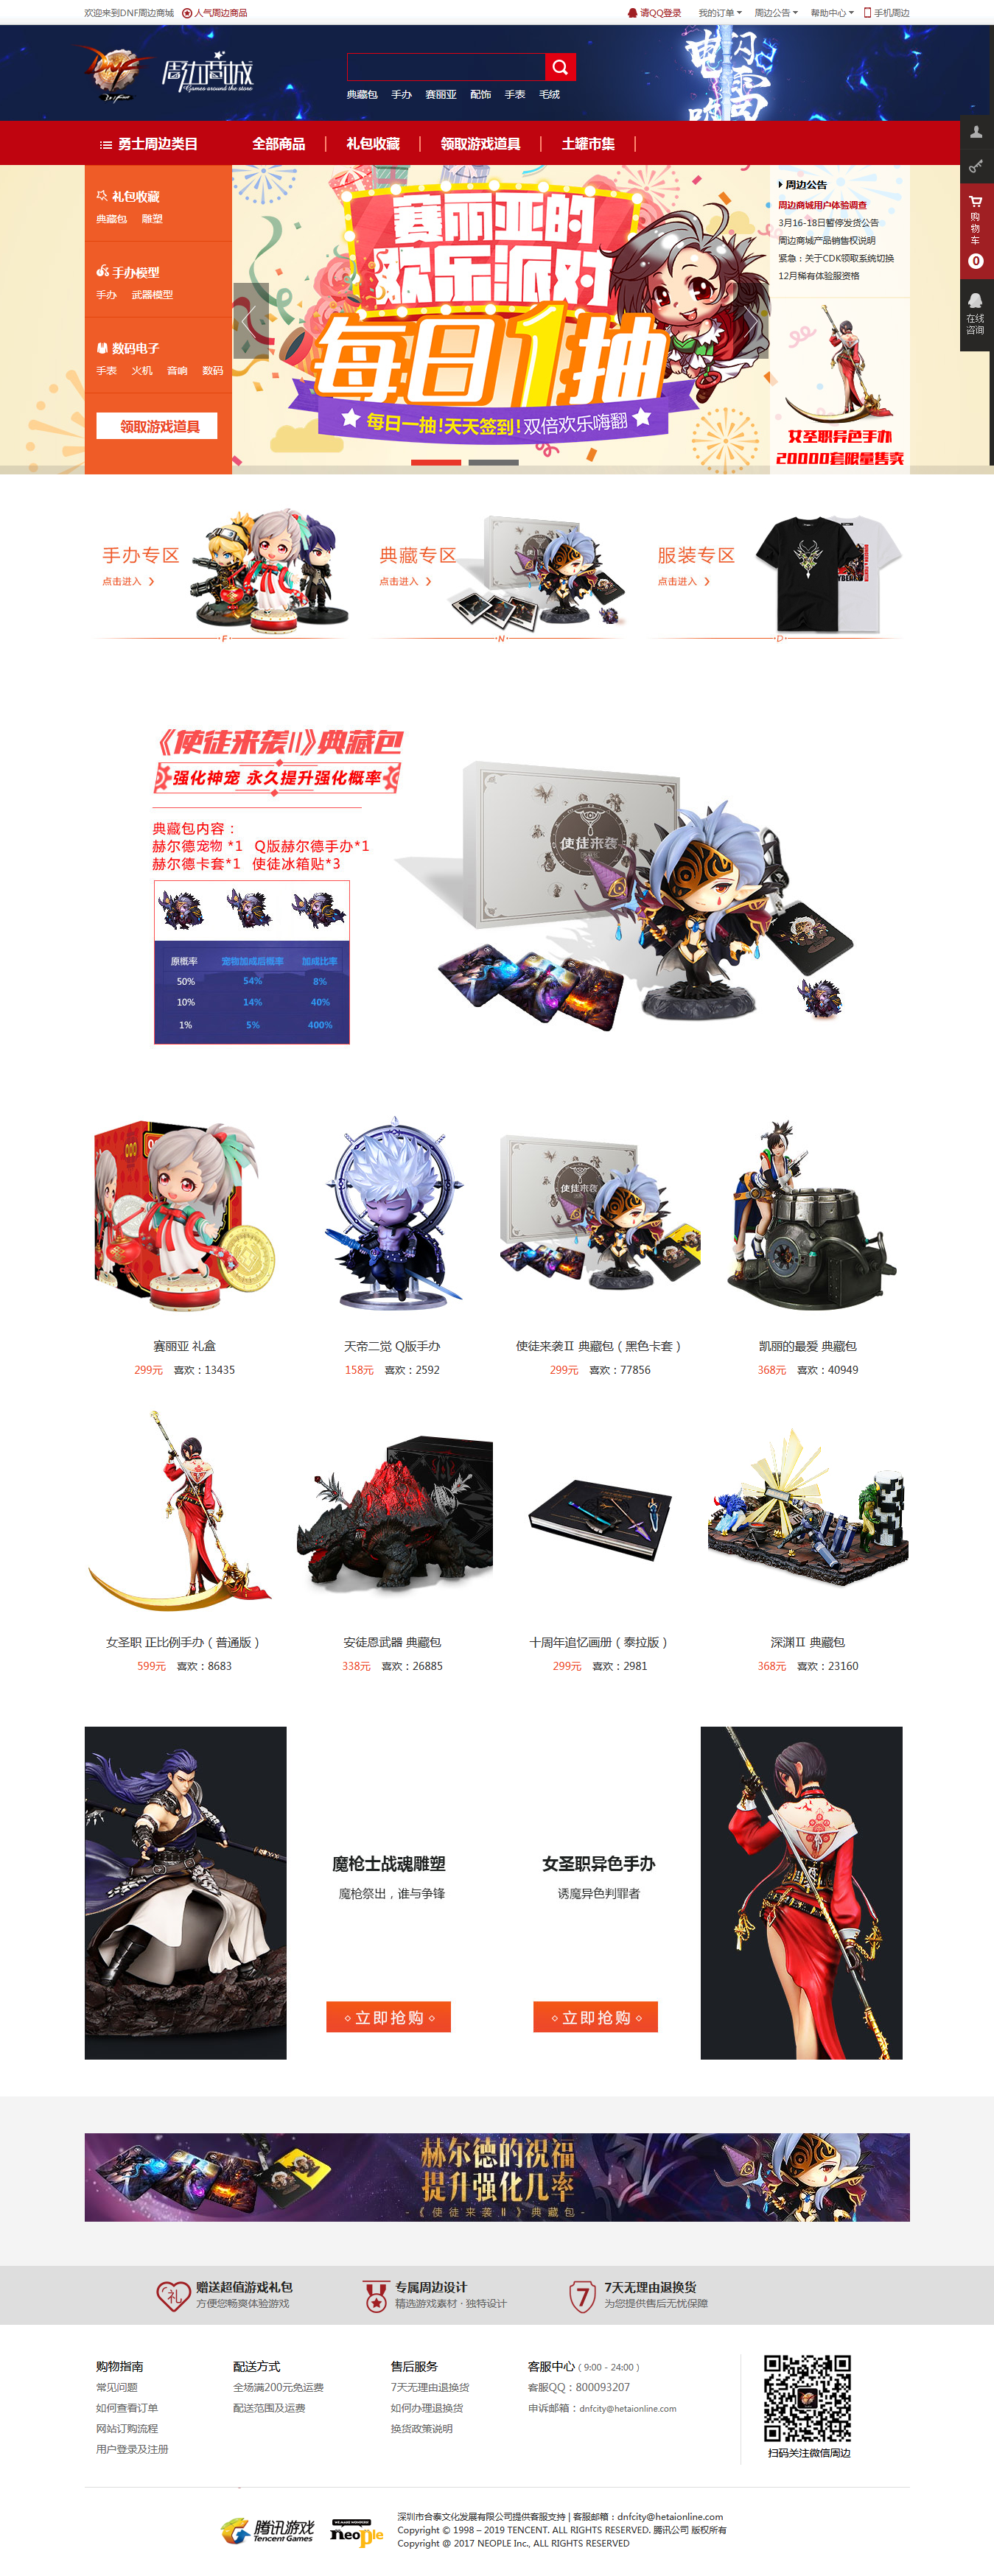 欢迎来到DNF周边商城 人气周边商品 请QQ登录 我的订单 周边公告 帮助中心 手机周边
DNF 周边商城
Games around the store
典藏包 手办 赛丽亚 配饰 手表 毛绒
勇士周边类目 全部商品 礼包收藏 领取游戏道具 土罐市集
礼包收藏
典藏包 雕塑
手办模型
手办 武器模型
数码电子
手表 火机 音响 数码
领取游戏道具
赛丽亚的
欢乐派对
每日1抽
每日一抽!天天签到!双倍欢乐嗨翻
周边公告
周边商城用户体验调查
3月16-18日暂停发货公告
周边商城产品销售权说明
紧急：关于CDK领取系统切换
12月稀有体验服资格
女圣职异色手办
20000套限量售卖
购物车
0
在线
咨询
手办专区
点击进入
F
典藏专区
点击进入
N
服装专区
点击进入
D
《使徒来袭II》典藏包
强化神宠 永久提升强化概率
典藏包内容：
赫尔德宠物 *1 Q版赫尔德手办*1
赫尔德卡套*1 使徒冰箱贴*3
原概率 宠物加成后概率 加成比率
50% 54% 8%
10% 14% 40%
1% 5% 400%
使徒来袭
使徒来袭
赛丽亚 礼盒
299元 喜欢：13435
天帝二觉 Q版手办
158元 喜欢：2592
使徒来袭Ⅱ 典藏包（黑色卡套）
299元 喜欢：77856
凯丽的最爱 典藏包
368元 喜欢：40949
女圣职 正比例手办（普通版）
599元 喜欢：8683
安徒恩武器 典藏包
338元 喜欢：26885
十周年追忆画册（泰拉版）
299元 喜欢：2981
深渊Ⅱ 典藏包
368元 喜欢：23160
魔枪士战魂雕塑
魔枪祭出，谁与争锋
立即抢购
女圣职异色手办
诱魔异色判罪者
立即抢购
赫尔德的祝福
提升强化几率
-《使徒来袭Ⅱ》典藏包-
礼 赠送超值游戏礼包
方便您畅爽体验游戏
专属周边设计
精选游戏素材·独特设计
7 7天无理由退换货
为您提供售后无忧保障
购物指南
常见问题
如何查看订单
网站订购流程
用户登录及注册
配送方式
全场满200元免运费
配送范围及运费
售后服务
7天无理由退换货
如何办理退换货
换货政策说明
客服中心（9:00 - 24:00）
客服QQ：800093207
申诉邮箱：dnfcity@hetaionline.com
扫码关注微信周边
腾讯游戏
Tencent Games
Neople
深圳市合泰文化发展有限公司提供客服支持 | 客服邮箱：dnfcity@hetaionline.com
Copyright © 1998 – 2019 TENCENT. ALL RIGHTS RESERVED. 腾讯公司 版权所有
Copyright @ 2017 NEOPLE Inc., ALL RIGHTS RESERVED